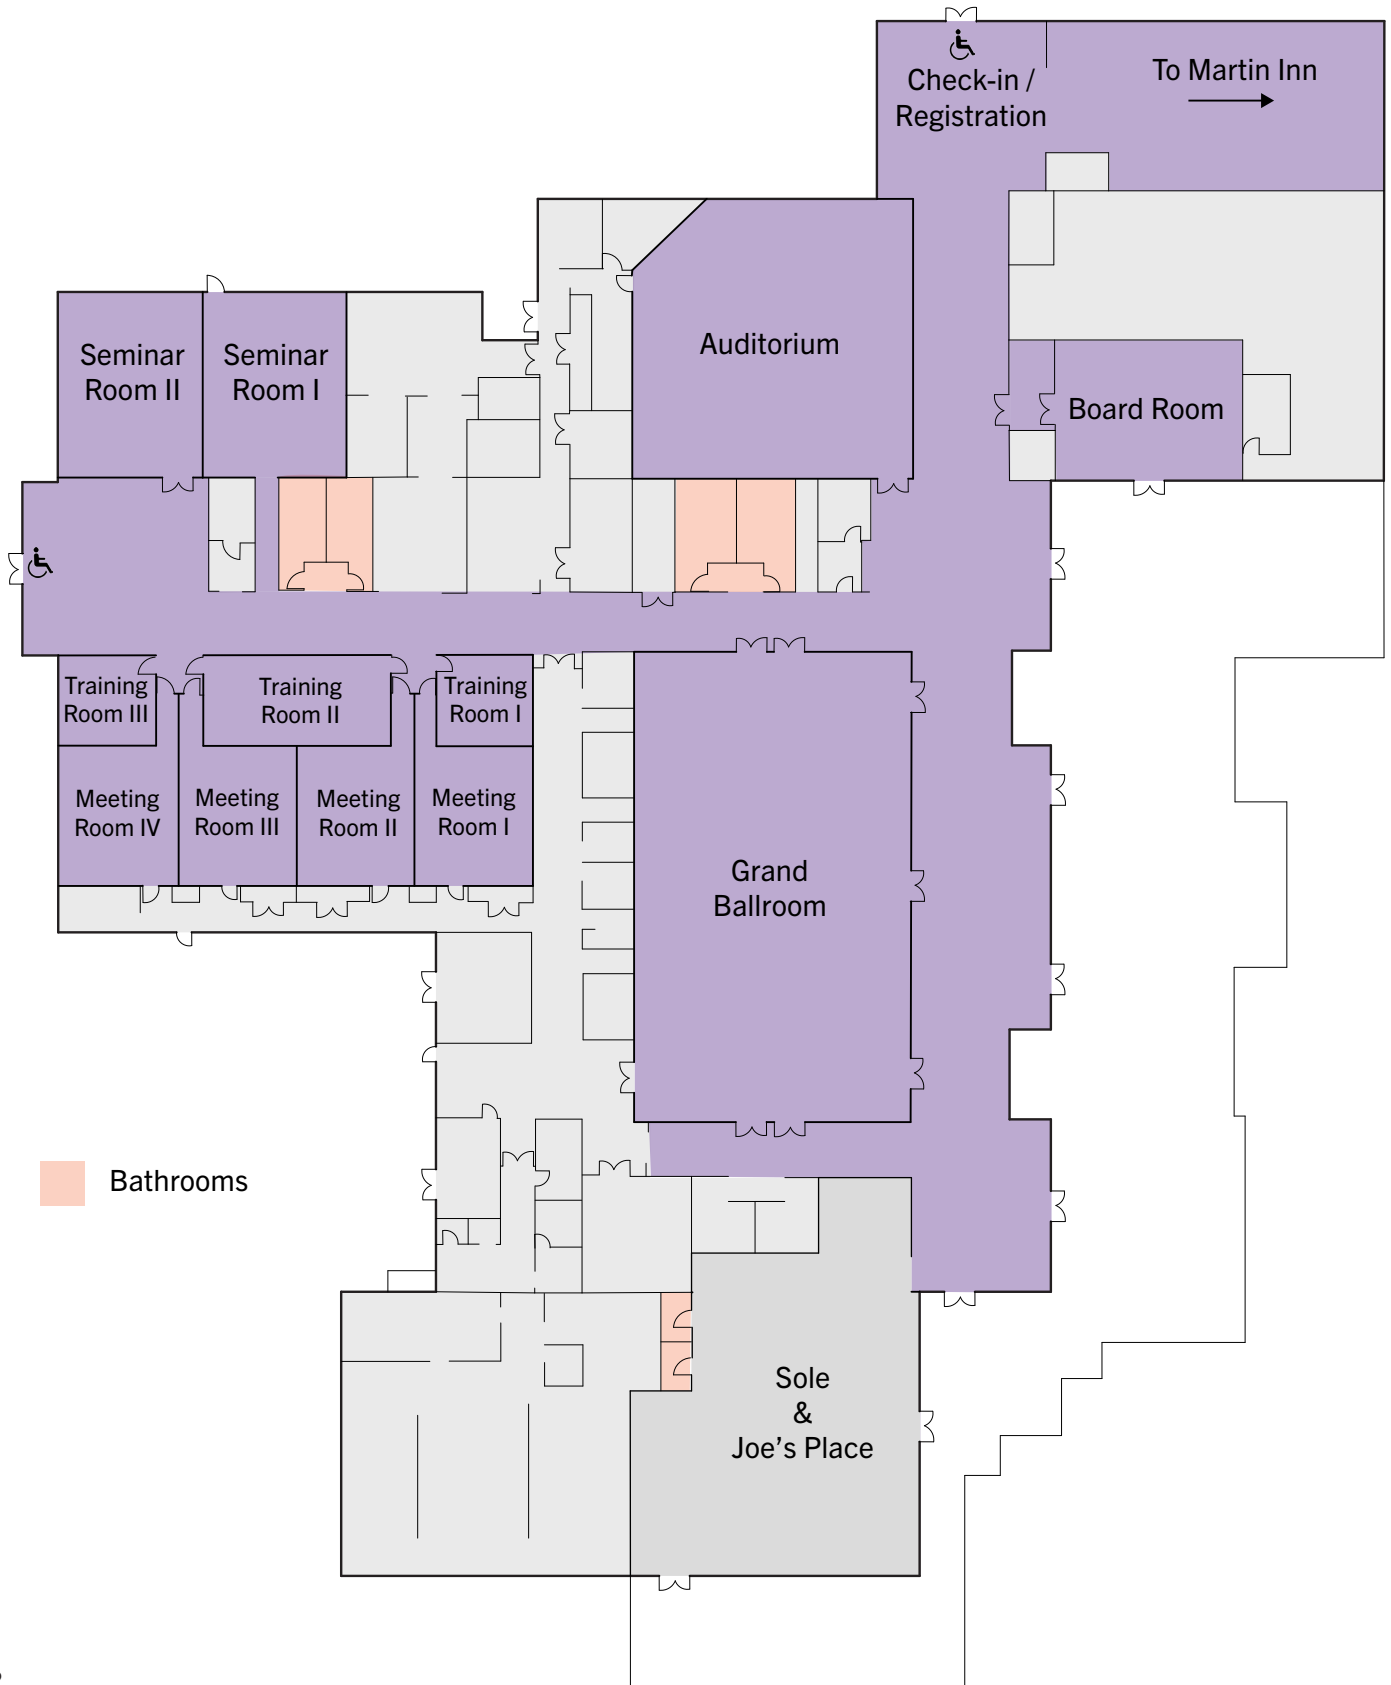 Check-in /
Registration
To Martin Inn
Auditorium
Seminar
Room II
Seminar
Room I
Board Room
Training
Room III
Training
Room II
Training
Room I
Meeting
Room IV
Meeting
Room III
Meeting
Room II
Meeting
Room I
Grand
Ballroom
Bathrooms
Sole
&
Joe’s Place